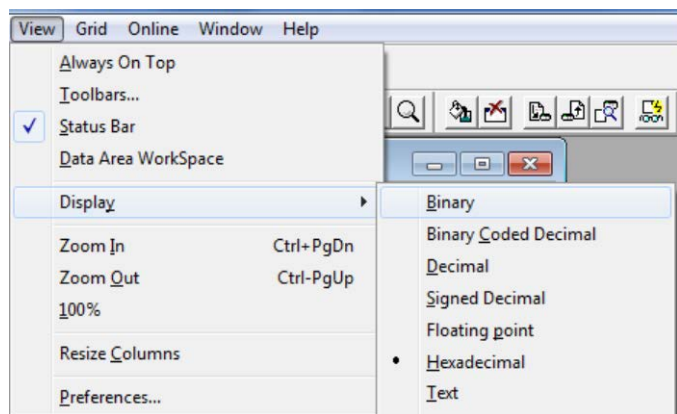 View Grid Online Window Help
Always On Top
Toolbars...
Status Bar
Data Area WorkSpace
Display
Zoom In Ctrl+PgDn
Zoom Out Ctrl-PgUp
100%
Resize Columns
Preferences...
Binary
Binary Coded Decimal
Decimal
Signed Decimal
Floating point
Hexadecimal
Text